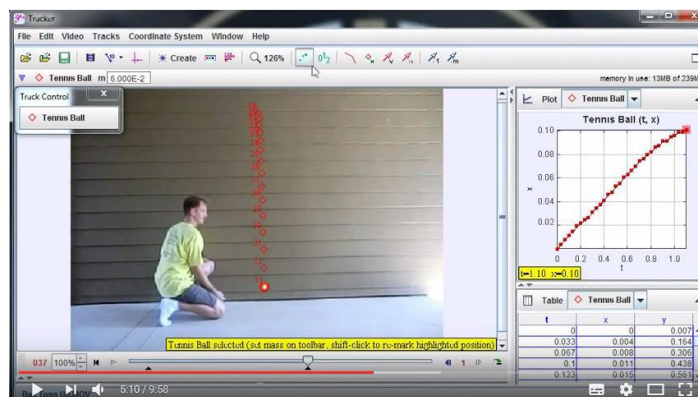 Tracker
File Edit Video Tracks Coordinate System Window Help
Create 126%
Tennis Ball m 6.000E-2 memory in use: 13MB of 239M
Track Control x
Tennis Ball
Plot Tennis Ball
Tennis Ball (t, x)
0.10
0.08
0.06
0.04
0.02
x
0 0.2 0.4 0.6 0.8 1.0
t
t=1.10 x=0.10
Table Tennis Ball
t x y
0 0 0.007
0.033 0.004 0.164
0.067 0.008 0.306
0.1 0.011 0.438
0.133 0.015 0.561
Tennis Ball selected (set mass on toolbar, shift-click to re-mark highlighted position)
037 100% 1
5:10 / 9:58